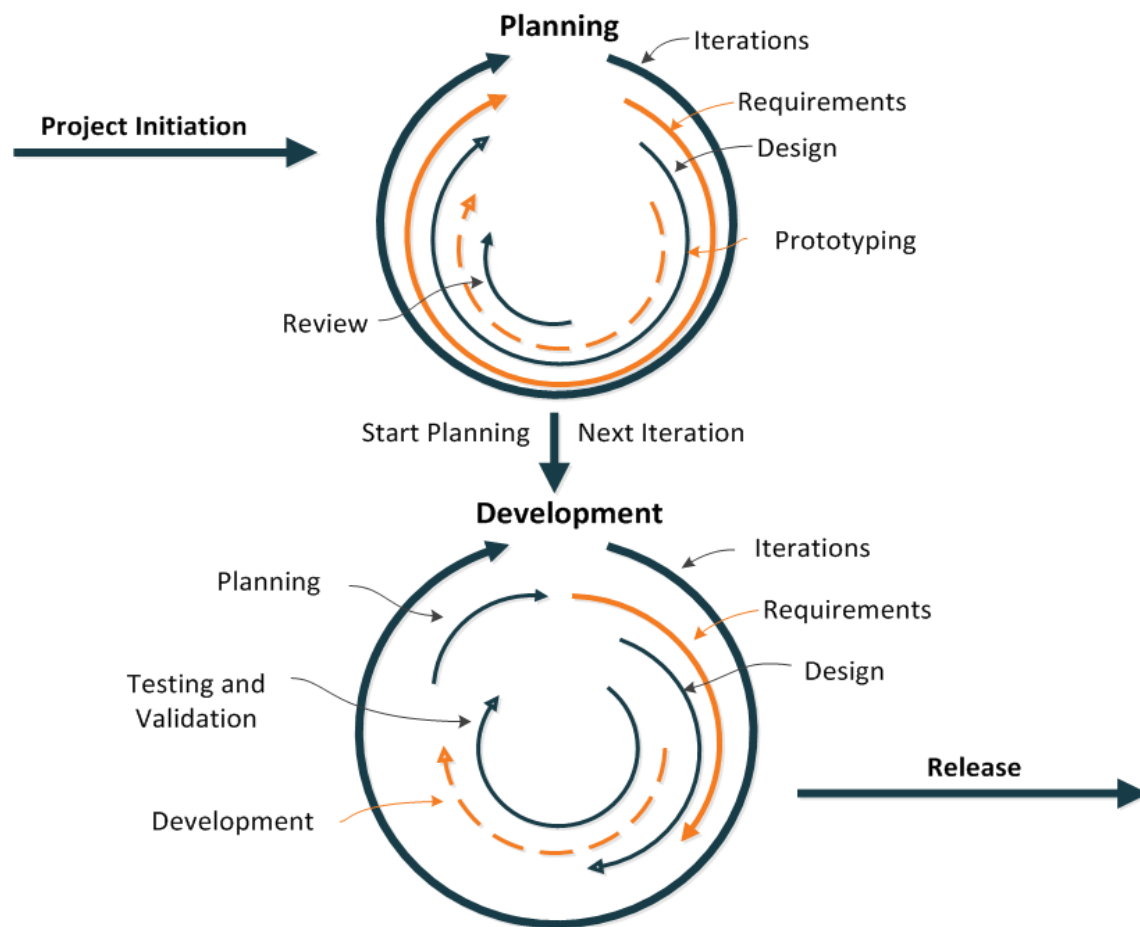 Planning
Iterations
Project Initiation
Requirements
Design
Prototyping
Review
Start Planning
Next Iteration
Development
Iterations
Planning
Requirements
Design
Testing and
Validation
Release
Development